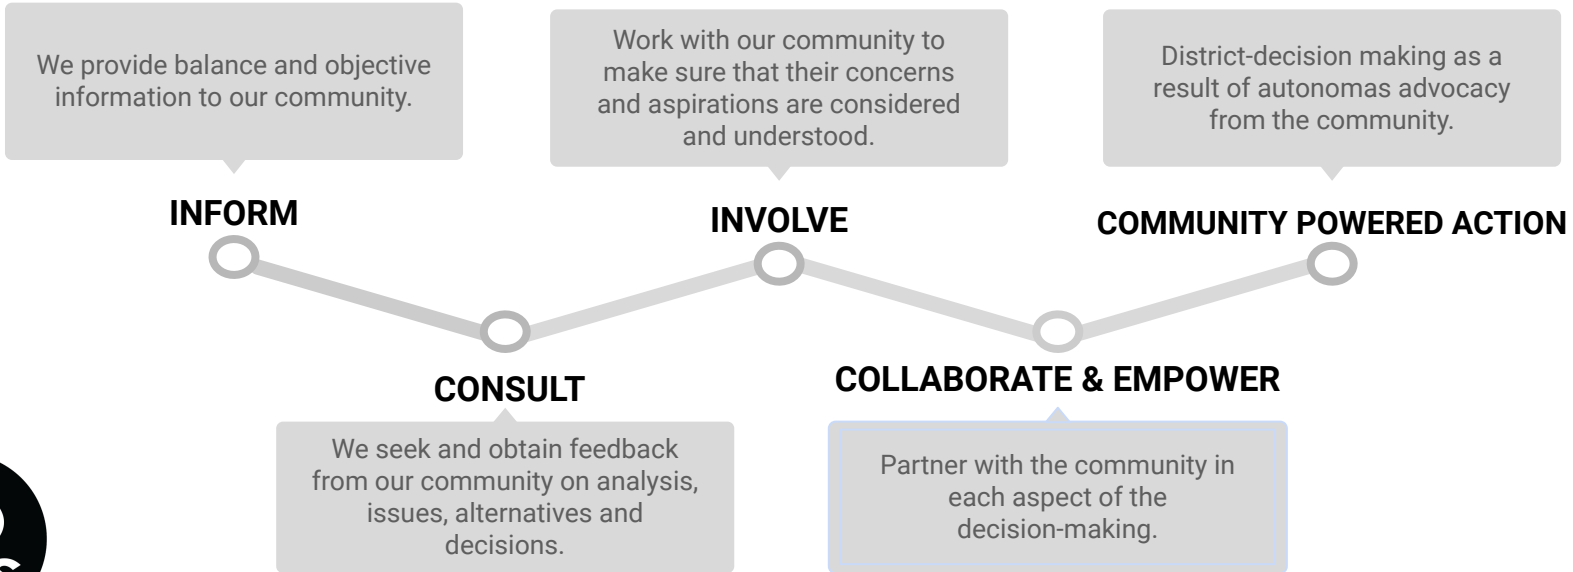 We provide balance and objective
information to our community.
INFORM
We seek and obtain feedback
from our community on analysis,
issues, alternatives and
decisions.
CONSULT
Work with our community to
make sure that their concerns
and aspirations are considered
and understood.
INVOLVE
Partner with the community in
each aspect of the
decision-making.
COLLABORATE & EMPOWER
District-decision making as a
result of autonomas advocacy
from the community.
COMMUNITY POWERED ACTION